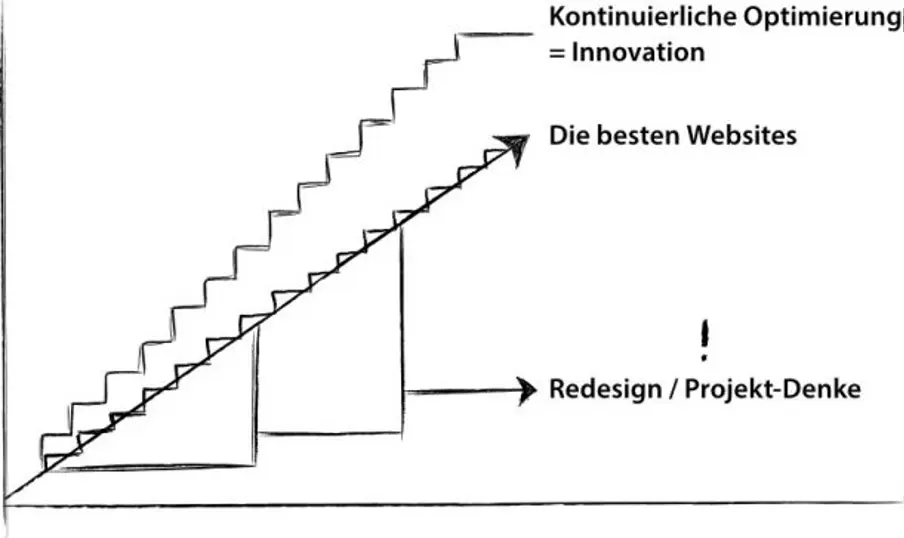 Kontinuierliche Optimierung
= Innovation
Die besten Websites
!
Redesign / Projekt-Denke